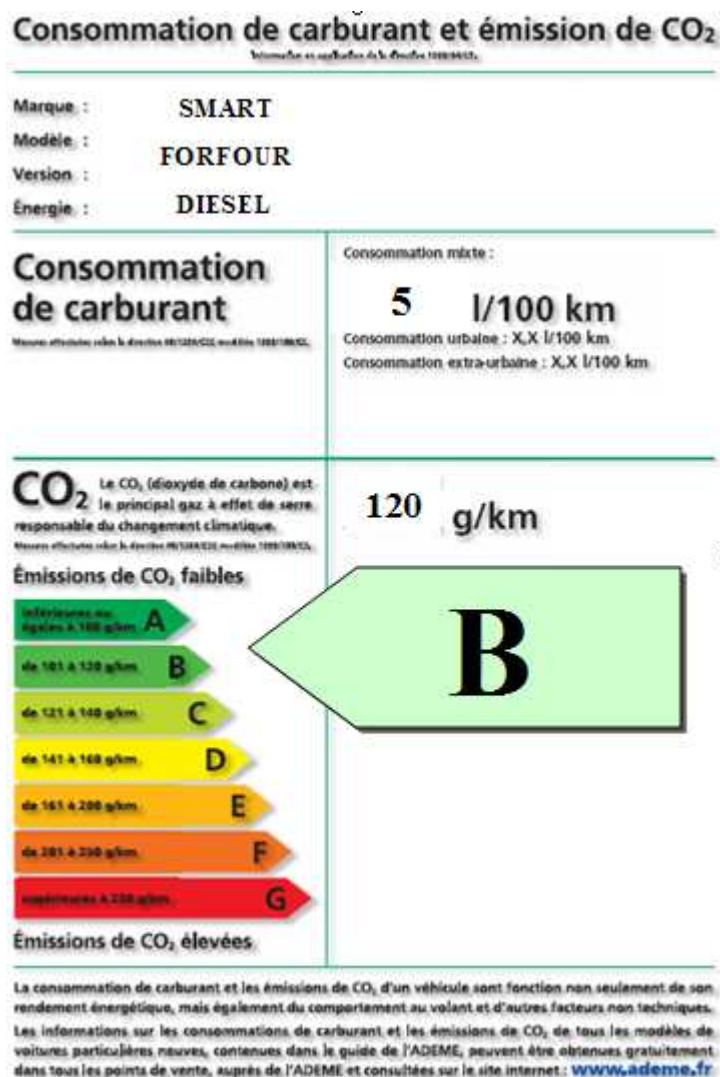 Consommation de carburant et émission de CO₂
Marque : SMART
Modèle : FORFOUR
Version :
Énergie : DIESEL
Consommation
de carburant
Consommation mixte :
5 l/100 km
Consommation urbaine : X,X l/100 km
Consommation extra-urbaine : X,X l/100 km
CO₂ Le CO₂ (dioxyde de carbone) est
le principal gaz à effet de serre
responsable du changement climatique.
120 g/km
Émissions de CO₂ faibles
inférieures ou
égales à 100 g/km A
de 101 à 120 g/km B
de 121 à 140 g/km C
de 141 à 160 g/km D
de 161 à 200 g/km E
de 201 à 250 g/km F
supérieures à 250 g/km G
B
Émissions de CO₂ élevées
La consommation de carburant et les émissions de CO₂ d'un véhicule sont fonction non seulement de son
rendement énergétique, mais également du comportement au volant et d'autres facteurs non techniques.
Les informations sur les consommations de carburant et les émissions de CO₂ de tous les modèles de
voitures particulières neuves, contenues dans le guide de l'ADEME, peuvent être obtenues gratuitement
dans tous les points de vente, auprès de l'ADEME et consultées sur le site internet : www.ademe.fr